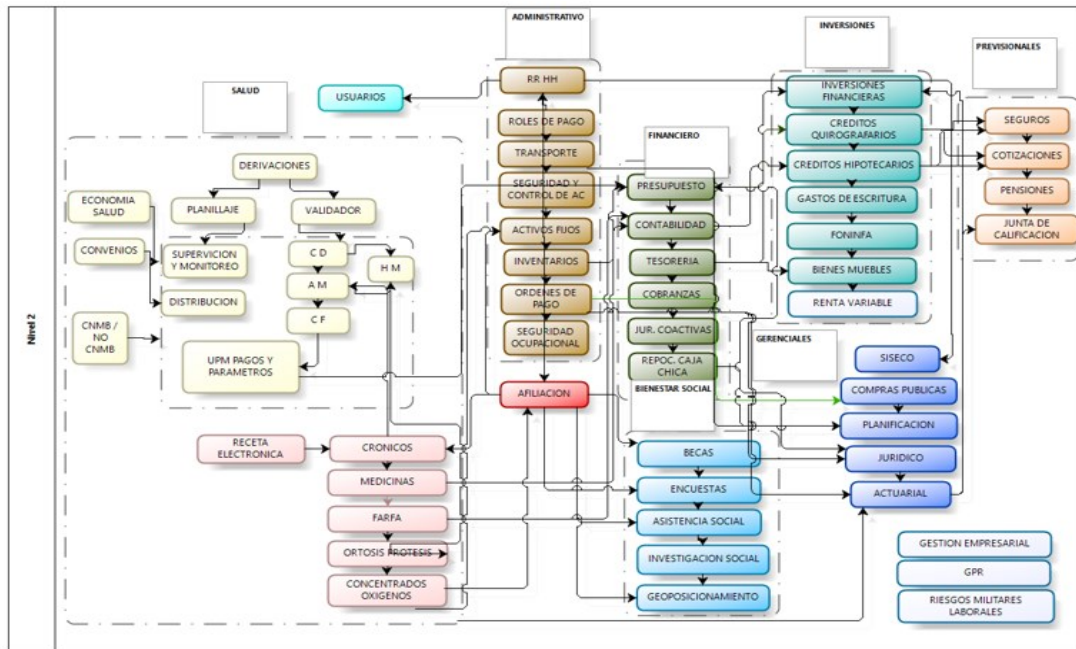 Nivel 2
SALUD
DERIVACIONES
ECONOMIA
SALUD
PLANILLAJE
VALIDADOR
CONVENIOS
SUPERVISION
Y MONITOREO
C D
H M
A M
DISTRIBUCION
C F
CNMB /
NO
CNMB
UPM PAGOS Y
PARAMETROS
RECETA
ELECTRONICA
CRONICOS
MEDICINAS
FARFA
ORTOSIS PROTESIS
CONCENTRADOS
OXIGENOS
USUARIOS
ADMINISTRATIVO
RR HH
ROLES DE PAGO
TRANSPORTE
SEGURIDAD Y
CONTROL DE AC
ACTIVOS FIJOS
INVENTARIOS
ORDENES DE
PAGO
SEGURIDAD
OCUPACIONAL
AFILIACION
FINANCIERO
PRESUPUESTO
CONTABILIDAD
TESORERIA
COBRANZAS
JUR. COACTIVAS
REPOC. CAJA
CHICA
BIENESTAR SOCIAL
BECAS
ENCUESTAS
ASISTENCIA SOCIAL
INVESTIGACION SOCIAL
GEOPOSICIONAMIENTO
INVERSIONES
INVERSIONES
FINANCIERAS
CREDITOS
QUIROGRAFARIOS
CREDITOS HIPOTECARIOS
GASTOS DE ESCRITURA
FONINFA
BIENES MUEBLES
RENTA VARIABLE
PREVISIONALES
SEGUROS
COTIZACIONES
PENSIONES
JUNTA DE
CALIFICACION
GERENCIALES
SISECO
COMPRAS PUBLICAS
PLANIFICACION
JURIDICO
ACTUARIAL
GESTION EMPRESARIAL
GPR
RIESGOS MILITARES
LABORALES